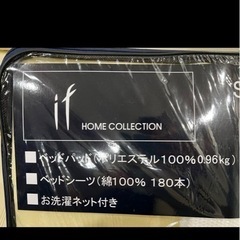 if
HOME COLLECTION
■ベッドパッド(ポリエステル100%0.96kg)
■ベッドシーツ(綿100% 180本)
■お洗濯ネット付き